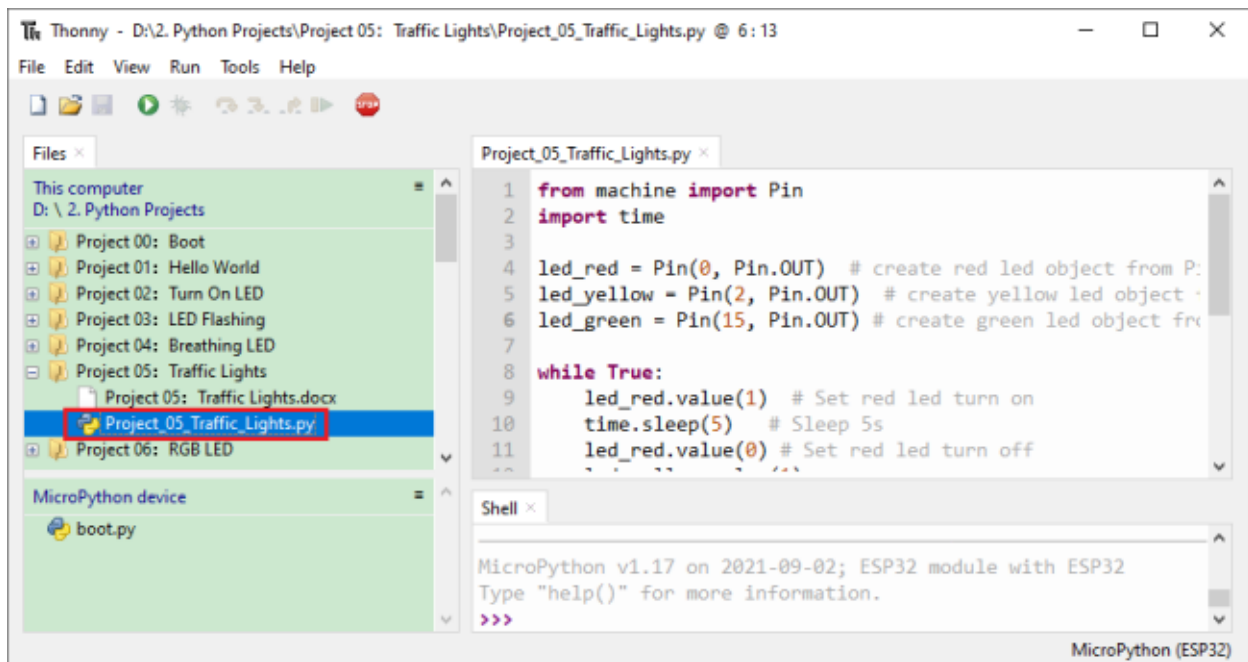 Thonny - D:\2. Python Projects\Project 05: Traffic Lights\Project_05_Traffic_Lights.py @ 6:13
File Edit View Run Tools Help
STOP
Files
This computer
D: \ 2. Python Projects
Project 00: Boot
Project 01: Hello World
Project 02: Turn On LED
Project 03: LED Flashing
Project 04: Breathing LED
Project 05: Traffic Lights
Project 05: Traffic Lights.docx
Project_05_Traffic_Lights.py
Project 06: RGB LED
MicroPython device
boot.py
Project_05_Traffic_Lights.py
1 from machine import Pin
2 import time
3
4 led_red = Pin(0, Pin.OUT)  # create red led object from
5 led_yellow = Pin(2, Pin.OUT)  # create yellow led object
6 led_green = Pin(15, Pin.OUT) # create green led object
7
8 while True:
9     led_red.value(1)  # Set red led turn on
10     time.sleep(5)   # Sleep 5s
11     led_red.value(0) # Set red led turn off
Shell
MicroPython v1.17 on 2021-09-02; ESP32 module with ESP32
Type "help()" for more information.
>>>
MicroPython (ESP32)